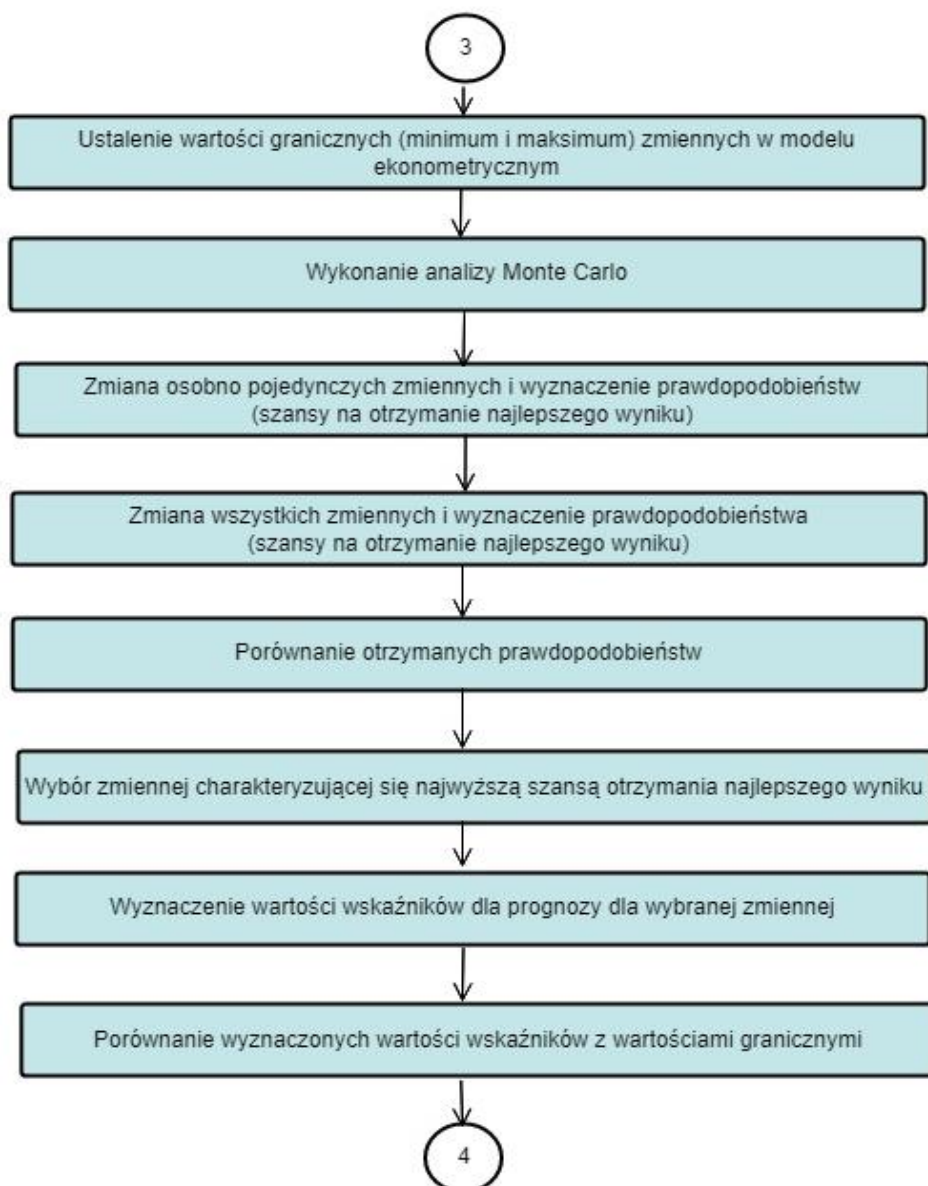 3
Ustalenie wartości granicznych (minimum i maksimum) zmiennych w modelu
ekonometrycznym
Wykonanie analizy Monte Carlo
Zmiana osobno pojedynczych zmiennych i wyznaczenie prawdopodobieństw
(szansy na otrzymanie najlepszego wyniku)
Zmiana wszystkich zmiennych i wyznaczenie prawdopodobieństwa
(szansy na otrzymanie najlepszego wyniku)
Porównanie otrzymanych prawdopodobieństw
Wybór zmiennej charakteryzującej się najwyższą szansą otrzymania najlepszego wyniku
Wyznaczenie wartości wskaźników dla prognozy dla wybranej zmiennej
Porównanie wyznaczonych wartości wskaźników z wartościami granicznymi
4